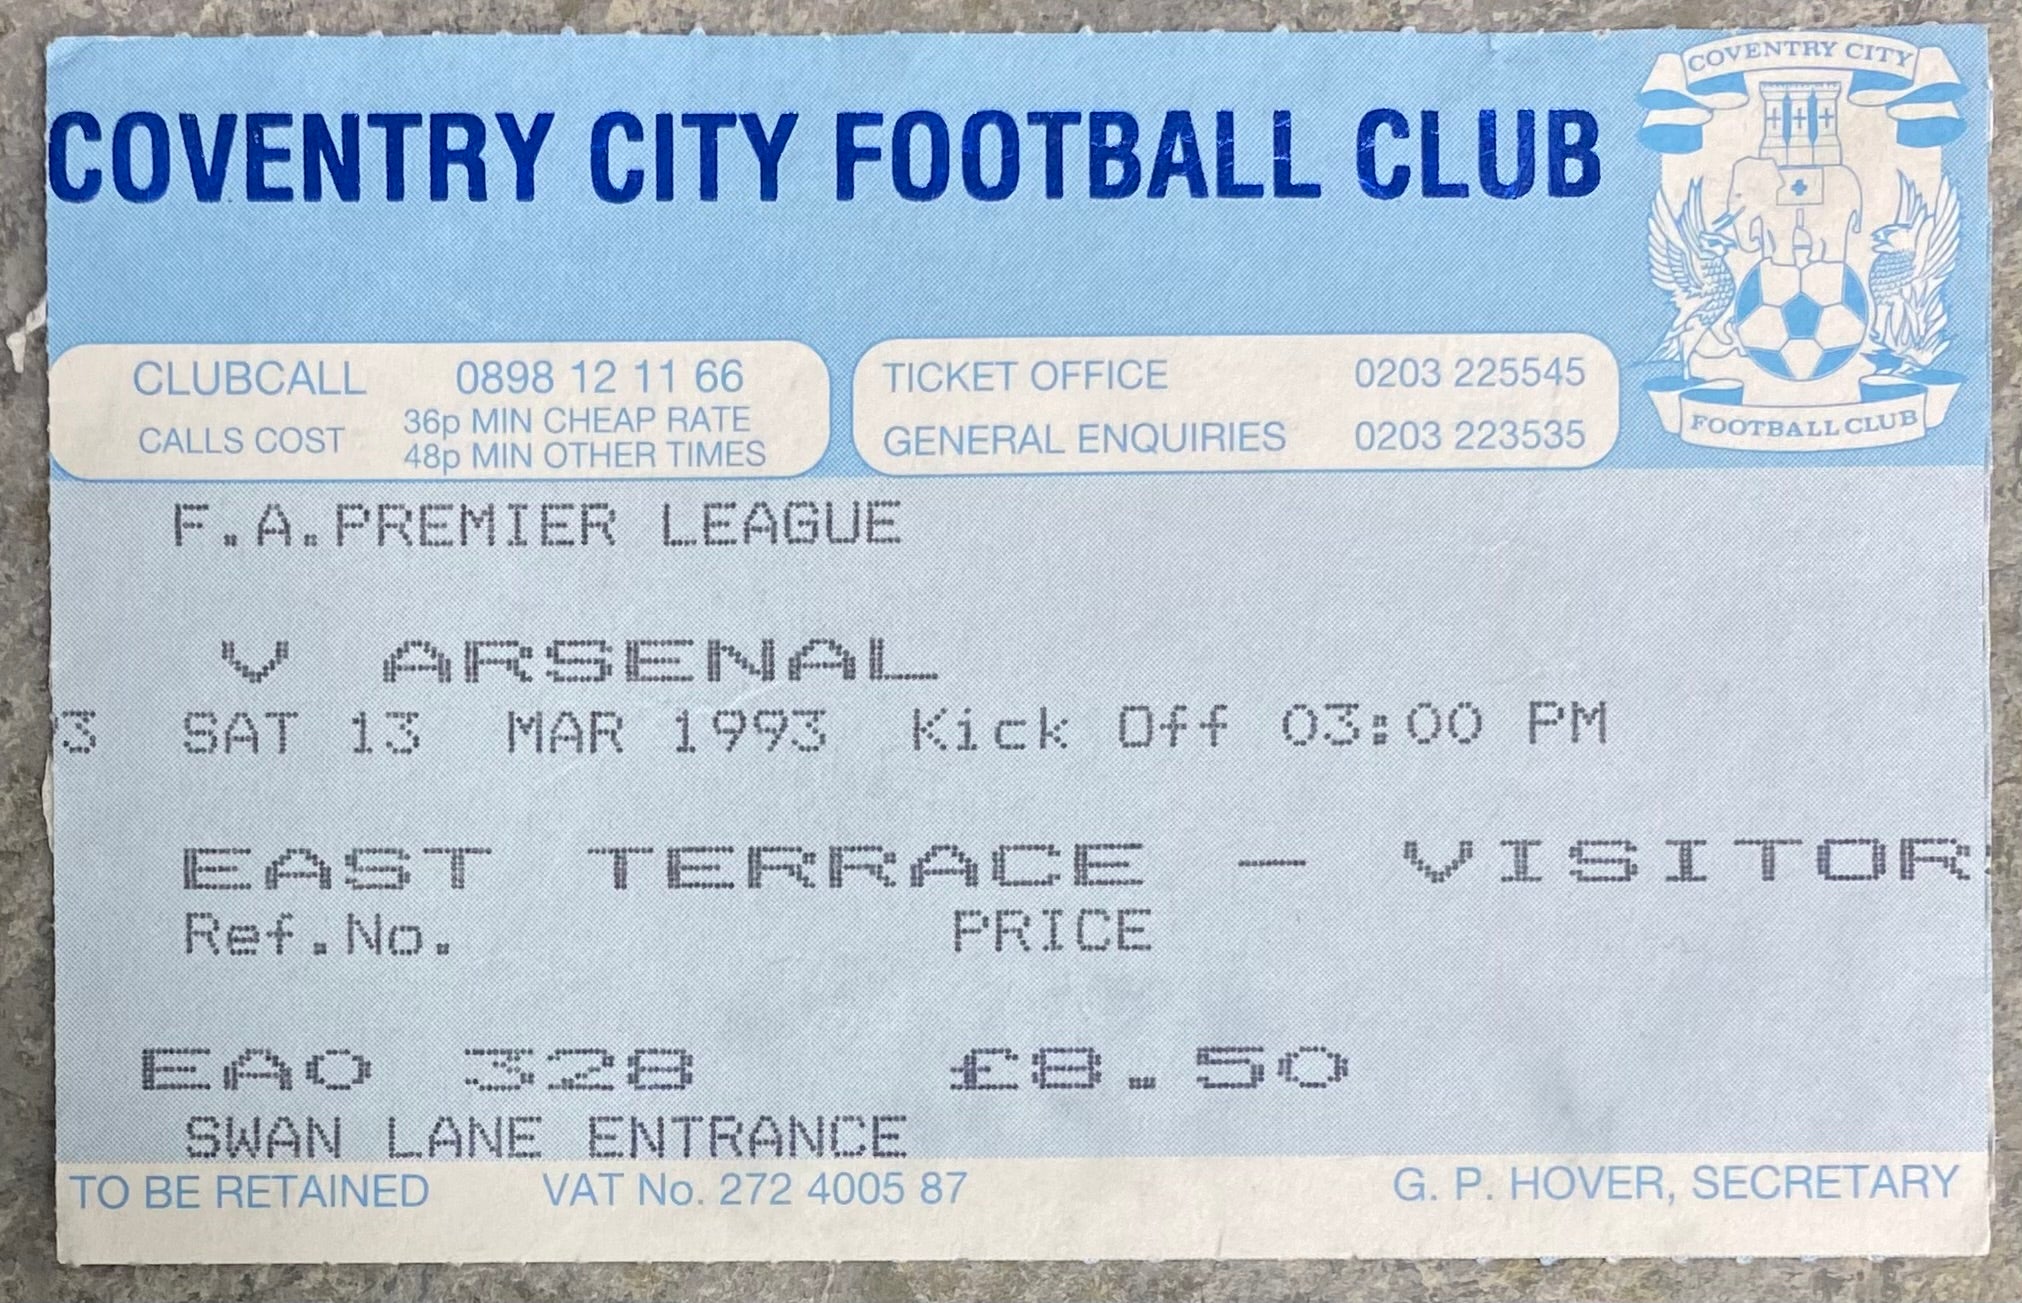 COVENTRY CITY FOOTBALL CLUB
COVENTRY CITY
FOOTBALL CLUB
CLUBCALL 0898 12 11 66
CALLS COST 36p MIN CHEAP RATE
48p MIN OTHER TIMES
TICKET OFFICE 0203 225545
GENERAL ENQUIRIES 0203 223535
F.A.PREMIER LEAGUE
V ARSENAL
3 SAT 13 MAR 1993 Kick Off 03:00 PM
EAST TERRACE - VISITOR
Ref.No. PRICE
EAO 328 £8.50
SWAN LANE ENTRANCE
TO BE RETAINED VAT No. 272 4005 87 G. P. HOVER, SECRETARY